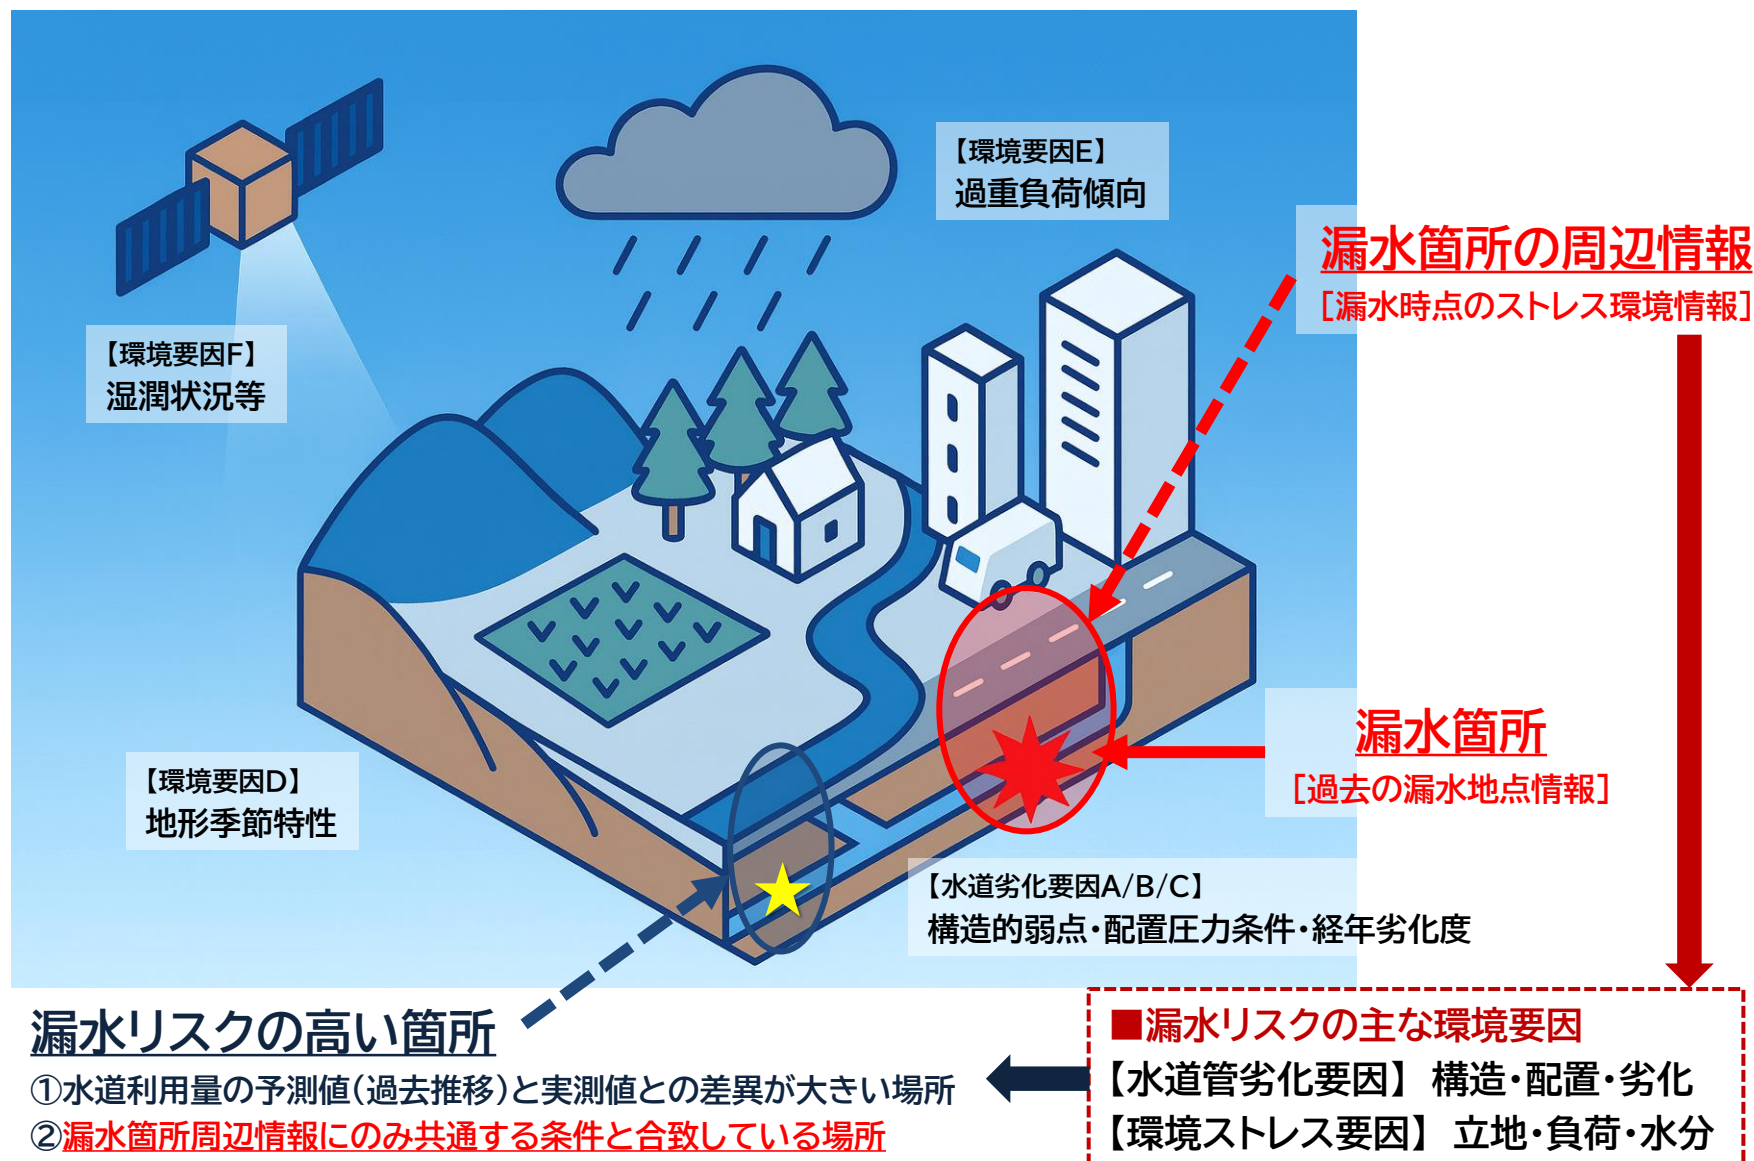 【環境要因E】
過重負荷傾向
漏水箇所の周辺情報
[漏水時点のストレス環境情報]
【環境要因F】
湿潤状況等
漏水箇所
[過去の漏水地点情報]
【環境要因D】
地形季節特性
【水道劣化要因A/B/C】
構造的弱点・配置圧力条件・経年劣化度
漏水リスクの高い箇所
①水道利用量の予測値(過去推移)と実測値との差異が大きい場所
②漏水箇所周辺情報にのみ共通する条件と合致している場所
■漏水リスクの主な環境要因
【水道管劣化要因】 構造・配置・劣化
【環境ストレス要因】 立地・負荷・水分